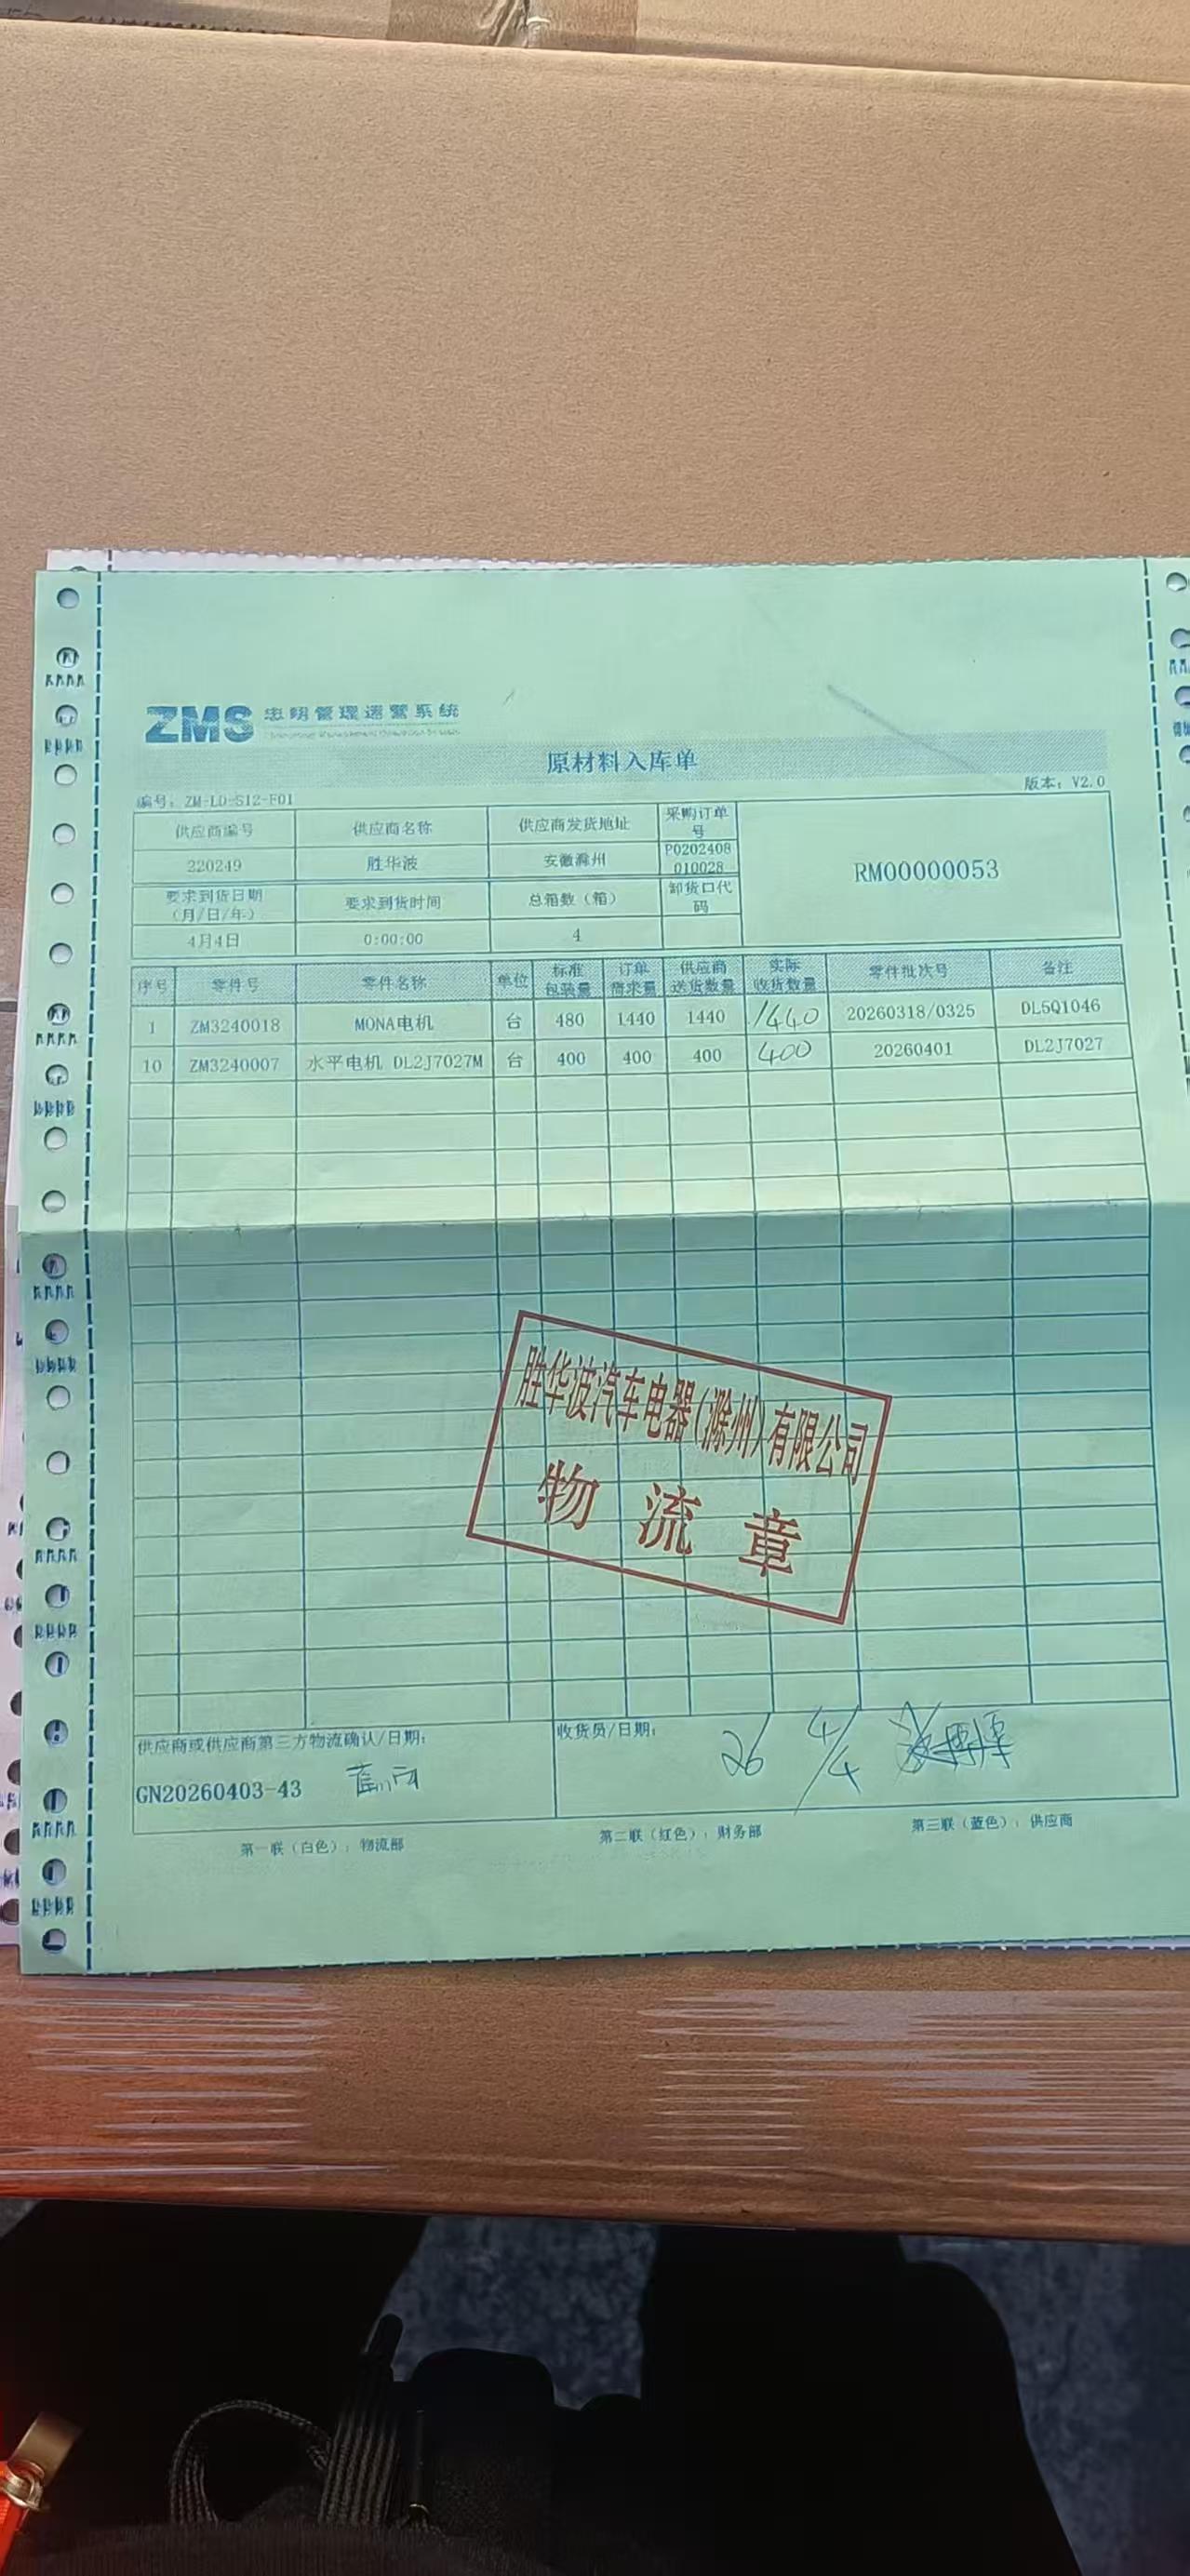 ZMS 忠明管理运营系统
原材料入库单
编号：ZM-LD-S12-F01 版本：V2.0
供应商编号 供应商名称 供应商发货地址 采购订单号
220249 胜华波 安徽滁州 PO202408010028 RM00000053
要求到货日期（月/日/年） 要求到货时间 总箱数（箱） 卸货口代码
4月4日 0:00:00 4
序号 零件号 零件名称 单位 标准包装量 订单需求量 供应商送货数量 实际收货数量 零件批次号 备注
1 ZM3240018 MONA电机 台 480 1440 1440 1440 20260318/0325 DL5Q1046
10 ZM3240007 水平电机 DL2J7027M 台 400 400 400 400 20260401 DL2J7027
胜华波汽车电器（滁州）有限公司
物流章
供应商或供应商第三方物流确认/日期： 收货员/日期：
GN20260403-43 26 4/4
第一联（白色）：物流部 第二联（红色）：财务部 第三联（蓝色）：供应商